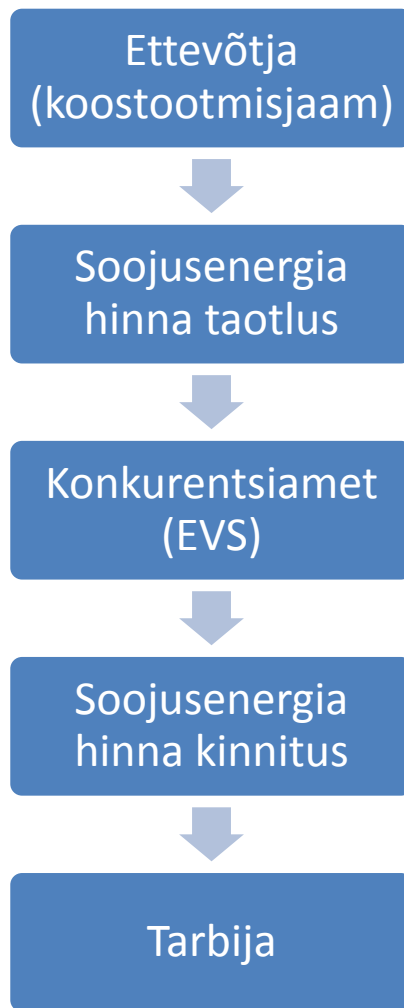 Ettevõtja
(koostootmisjaam)
Soojusenergia
hinna taotlus
Konkurentsiamet
(EVS)
Soojusenergia
hinna kinnitus
Tarbija